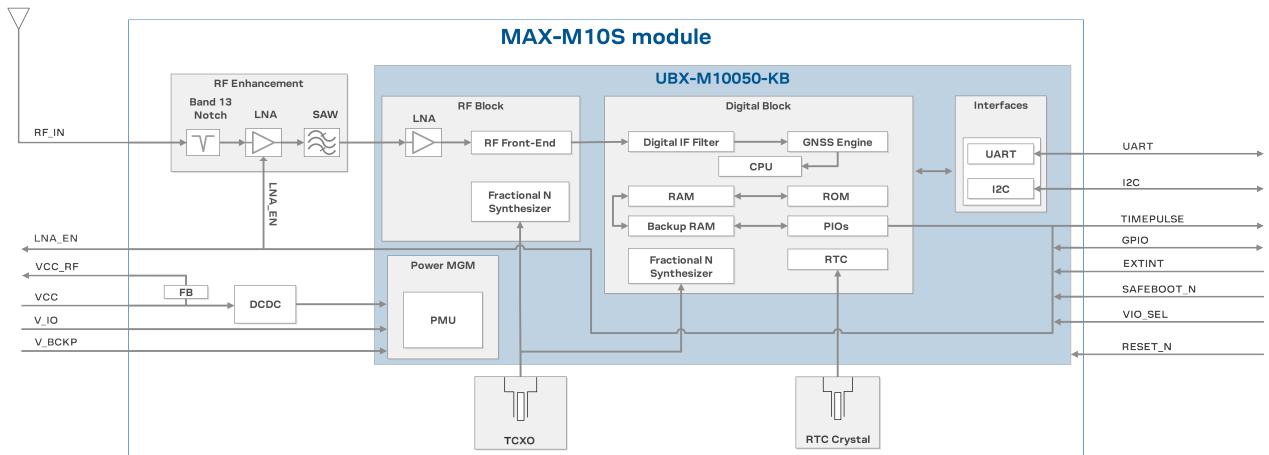 MAX-M10S module
UBX-M10050-KB
RF Enhancement
Band 13
Notch
LNA
SAW
RF_IN
LNA_EN
RF Block
LNA
RF Front-End
Fractional N
Synthesizer
Digital Block
Digital IF Filter
GNSS Engine
CPU
RAM
ROM
Backup RAM
PIOs
Fractional N
Synthesizer
RTC
Interfaces
UART
I2C
UART
I2C
TIMEPULSE
GPIO
EXTINT
SAFEBOOT_N
VIO_SEL
RESET_N
LNA_EN
VCC_RF
FB
VCC
DCDC
V_IO
V_BCKP
Power MGM
PMU
TCXO
RTC Crystal